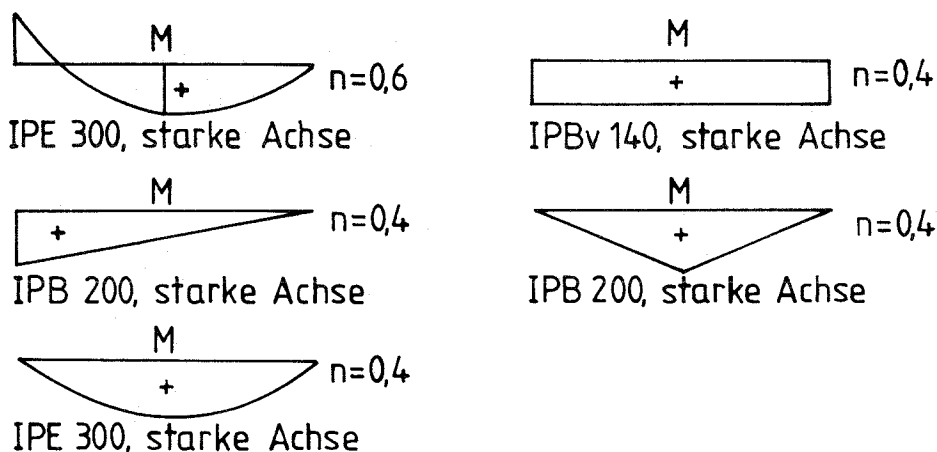 M
n=0,6
IPE 300, starke Achse
M
n=0,4
IPBv 140, starke Achse
M
n=0,4
IPB 200, starke Achse
M
n=0,4
IPB 200, starke Achse
M
n=0,4
IPE 300, starke Achse